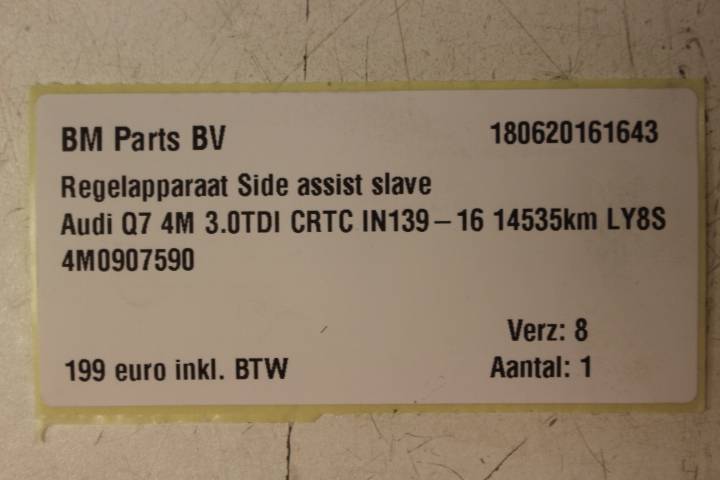 BM Parts BV 180620161643
Regelapparaat Side assist slave
Audi Q7 4M 3.0TDI CRTC IN139-16 14535km LY8S
4M0907590
Verz: 8
199 euro inkl. BTW Aantal: 1